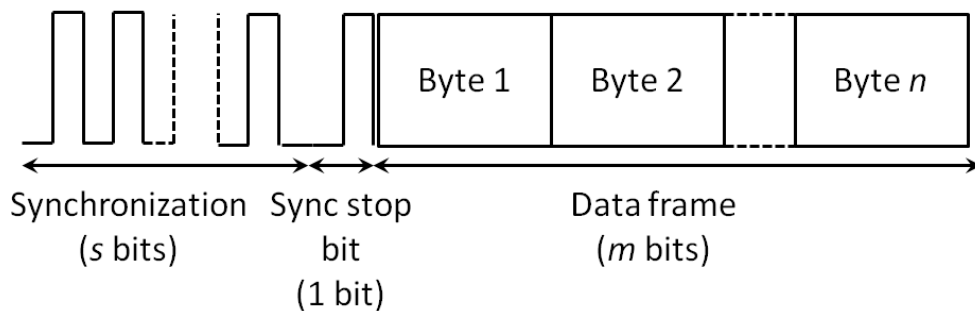 Byte 1 Byte 2 Byte n
Synchronization Sync stop Data frame
(s bits) bit (m bits)
(1 bit)